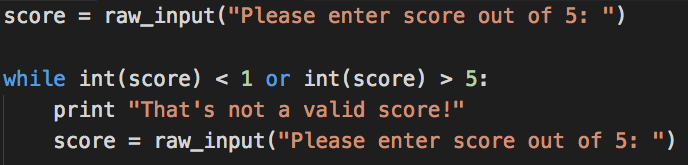 score = raw_input("Please enter score out of 5: ")
while int(score) < 1 or int(score) > 5:
print "That's not a valid score!"
score = raw_input("Please enter score out of 5: ")